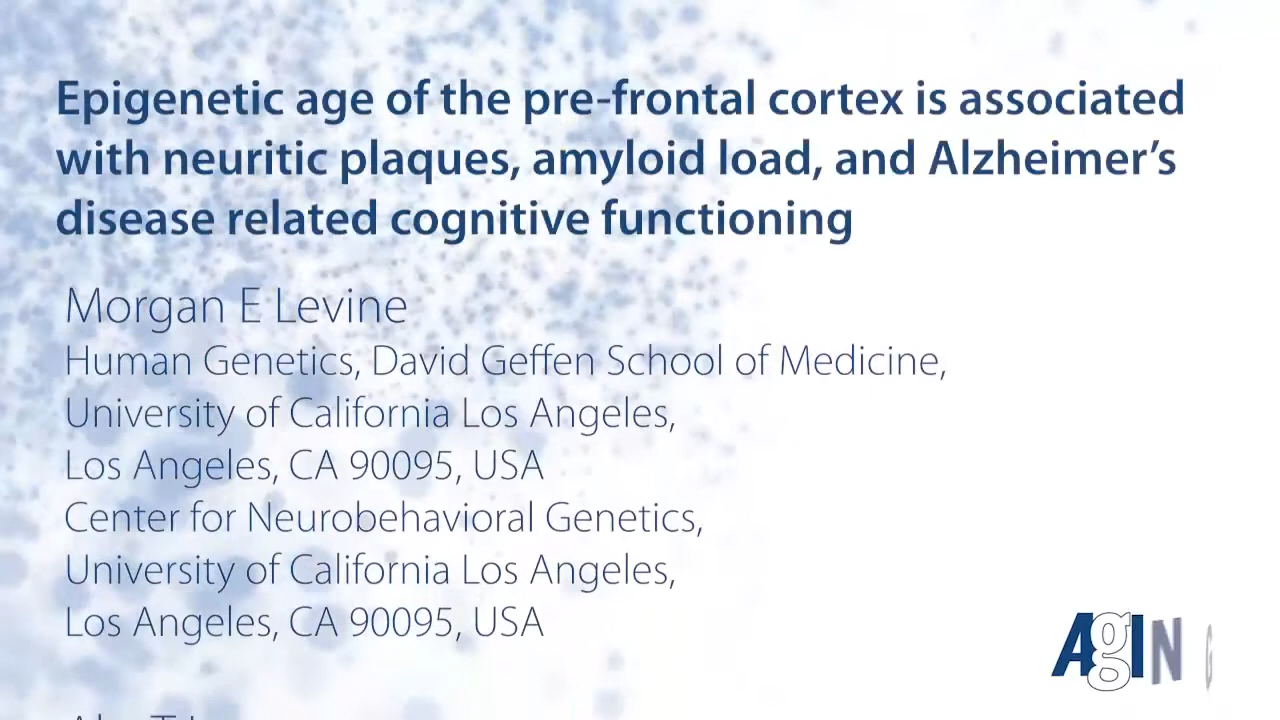 Epigenetic age of the pre-frontal cortex is associated
with neuritic plaques, amyloid load, and Alzheimer’s
disease related cognitive functioning
Morgan E Levine
Human Genetics, David Geffen School of Medicine,
University of California Los Angeles,
Los Angeles, CA 90095, USA
Center for Neurobehavioral Genetics,
University of California Los Angeles,
Los Angeles, CA 90095, USA
AgING